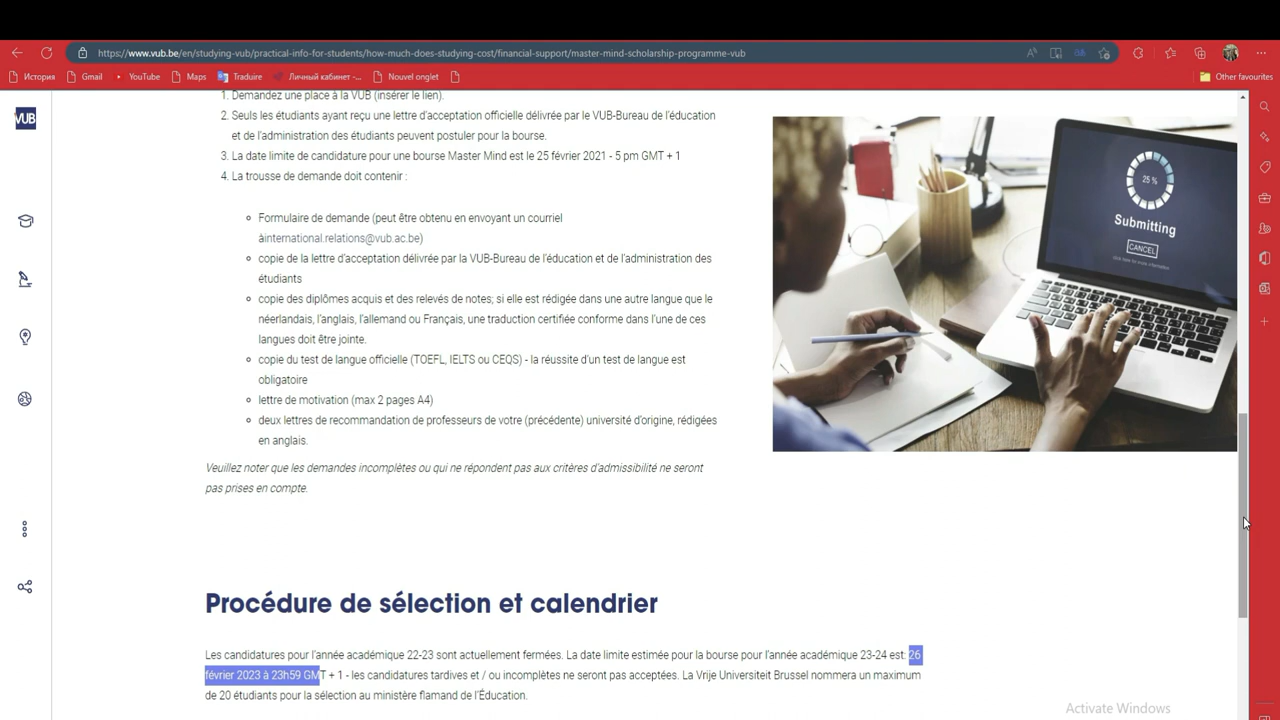 https://www.vub.be/en/studying-vub/practical-info-for-students/how-much-does-studying-cost/financial-support/master-mind-scholarship-programme-vub
История Gmail YouTube Maps Traduire Личный кабинет -... Nouvel onglet Other favourites
VUB
1. Demandez une place à la VUB (insérer le lien).
2. Seuls les étudiants ayant reçu une lettre d'acceptation officielle délivrée par le VUB-Bureau de l'éducation
et de l'administration des étudiants peuvent postuler pour la bourse.
3. La date limite de candidature pour une bourse Master Mind est le 25 février 2021 - 5 pm GMT + 1
4. La trousse de demande doit contenir :
Formulaire de demande (peut être obtenu en envoyant un courriel
àinternational.relations@vub.ac.be)
copie de la lettre d'acceptation délivrée par la VUB-Bureau de l'éducation et de l'administration des
étudiants
copie des diplômes acquis et des relevés de notes; si elle est rédigée dans une autre langue que le
néerlandais, l'anglais, l'allemand ou Français, une traduction certifiée conforme dans l'une de ces
langues doit être jointe.
copie du test de langue officielle (TOEFL, IELTS ou CEQS) - la réussite d'un test de langue est
obligatoire
lettre de motivation (max 2 pages A4)
deux lettres de recommandation de professeurs de votre (précédente) université d'origine, rédigées
en anglais.
Veuillez noter que les demandes incomplètes ou qui ne répondent pas aux critères d'admissibilité ne seront
pas prises en compte.
25 %
Submitting
CANCEL
Procédure de sélection et calendrier
Les candidatures pour l'année académique 22-23 sont actuellement fermées. La date limite estimée pour la bourse pour l'année académique 23-24 est: 26
février 2023 à 23h59 GMT + 1 - les candidatures tardives et / ou incomplètes ne seront pas acceptées. La Vrije Universiteit Brussel nommera un maximum
de 20 étudiants pour la sélection au ministère flamand de l'Éducation.
Activate Windows